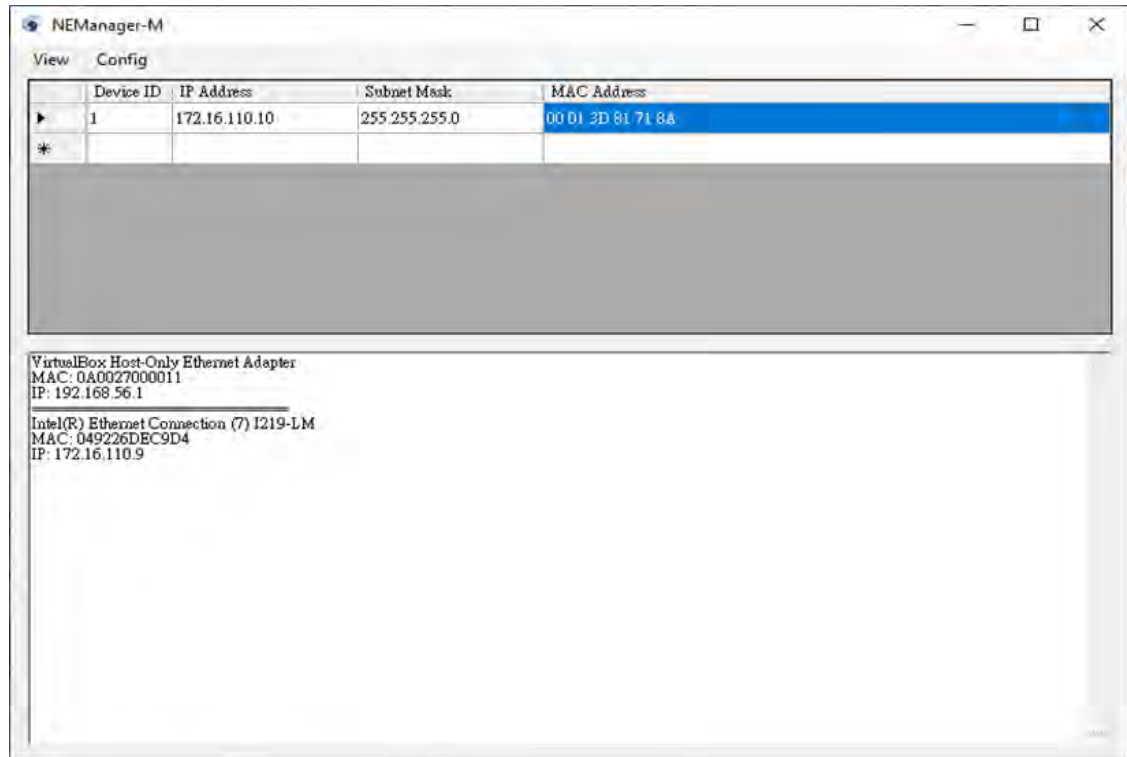 NEManager-M
View Config
Device ID IP Address Subnet Mask MAC Address
1 172.16.110.10 255.255.255.0 00 01 3D 81 71 8A
VirtualBox Host-Only Ethernet Adapter
MAC: 0A0027000011
IP: 192.168.56.1
Intel(R) Ethernet Connection (7) I219-LM
MAC: 049226DEC9D4
IP: 172.16.110.9